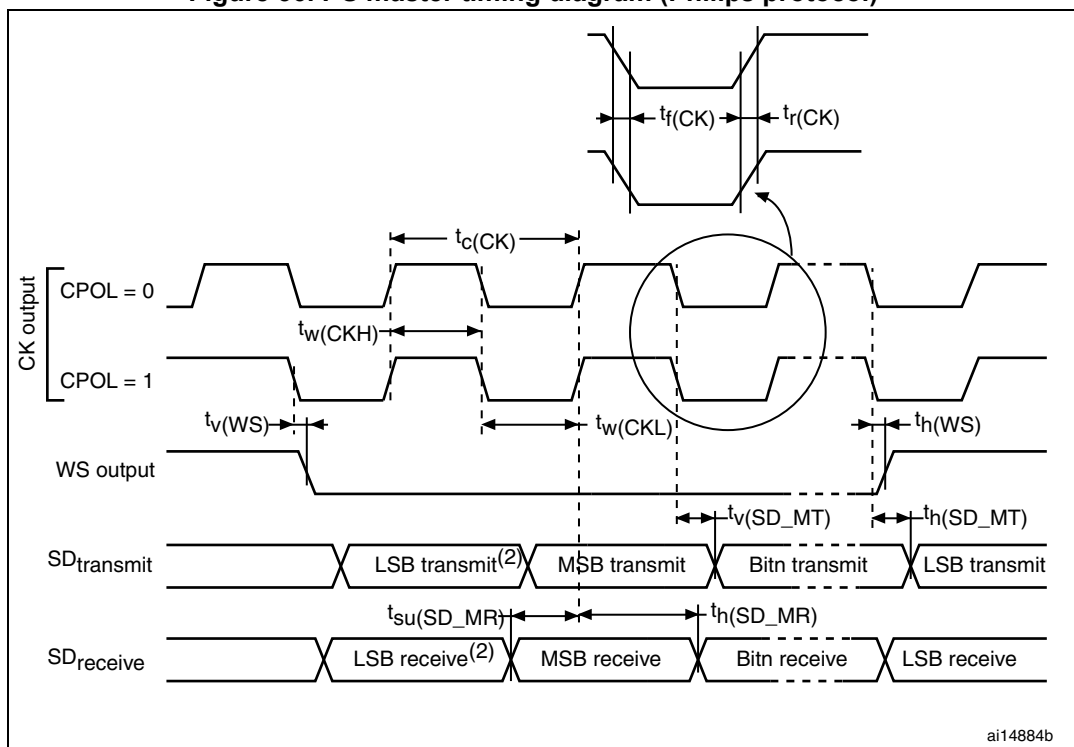 tf(CK) tr(CK)
tc(CK)
CK output
CPOL = 0
tw(CKH)
CPOL = 1
tv(WS) tw(CKL) th(WS)
WS output
tv(SD_MT) th(SD_MT)
SDtransmit LSB transmit(2) MSB transmit Bitn transmit LSB transmit
tsu(SD_MR) th(SD_MR)
SDreceive LSB receive(2) MSB receive Bitn receive LSB receive
ai14884b